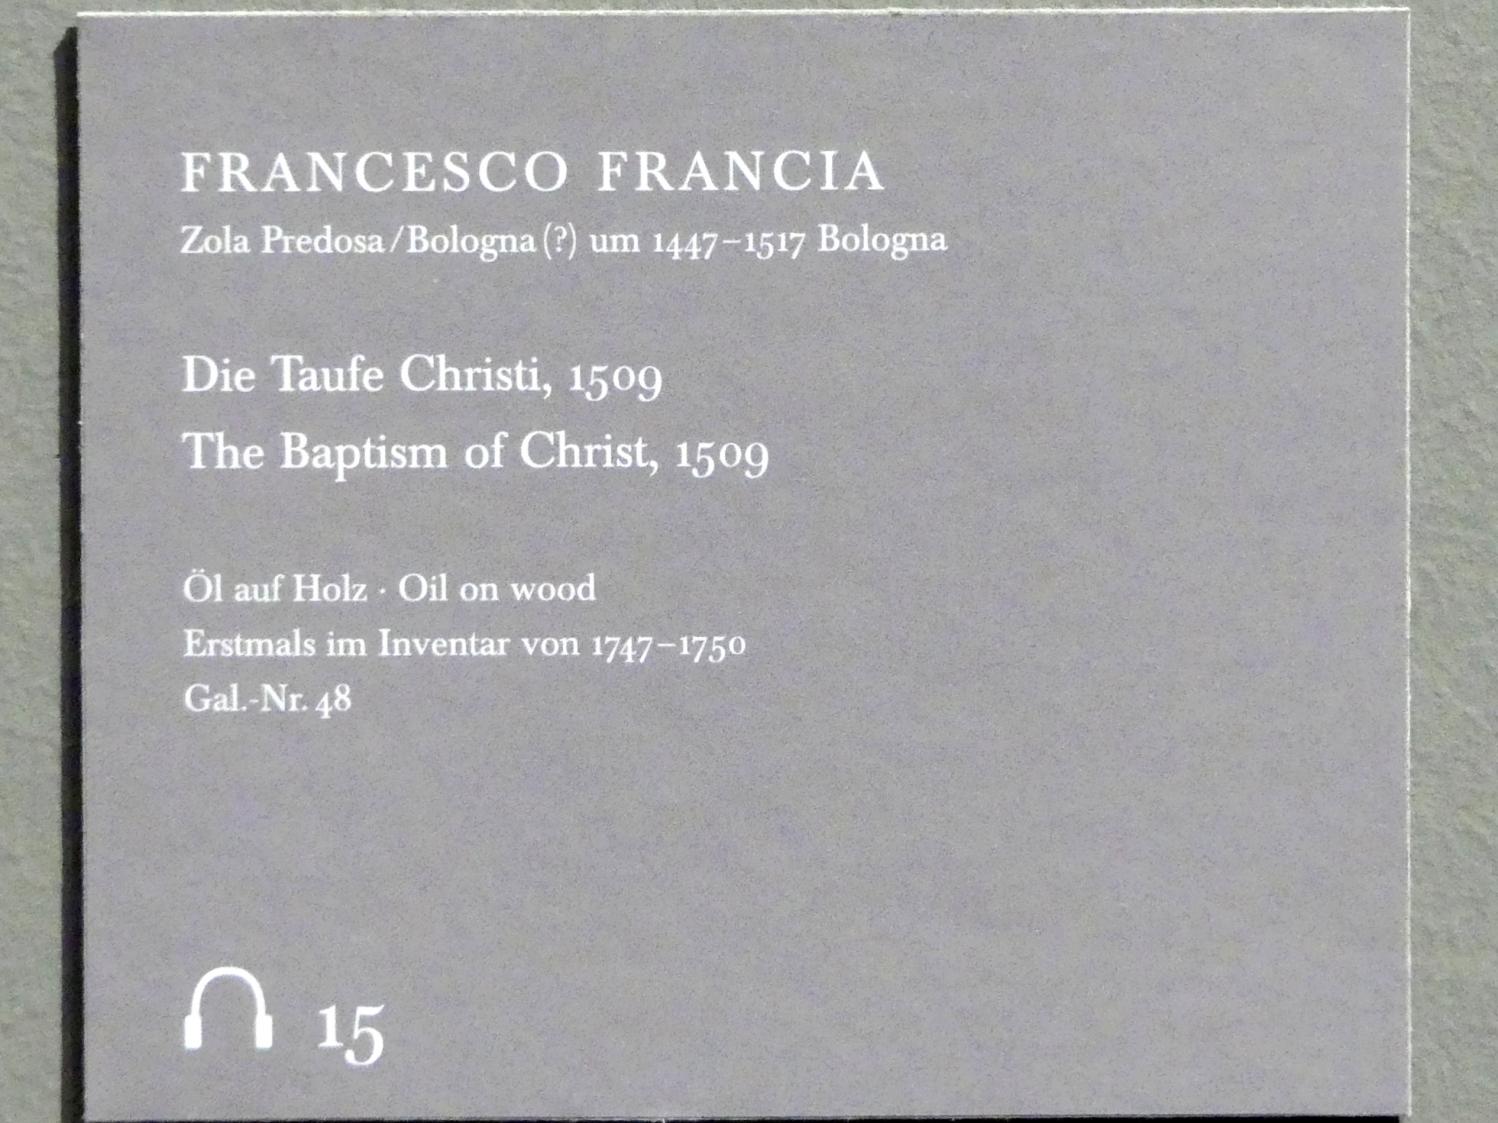 FRANCESCO FRANCIA
Zola Predosa/Bologna (?) um 1447–1517 Bologna
Die Taufe Christi, 1509
The Baptism of Christ, 1509
Öl auf Holz · Oil on wood
Erstmals im Inventar von 1747–1750
Gal.-Nr. 48
15